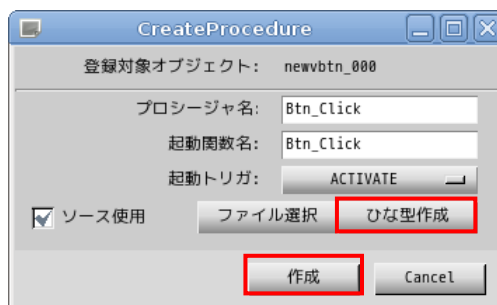 CreateProcedure
登録対象オブジェクト: newvbtn_000
プロシージャ名: Btn_Click
起動関数名: Btn_Click
起動トリガ: ACTIVATE
ソース使用 ファイル選択 ひな型作成
作成 Cancel